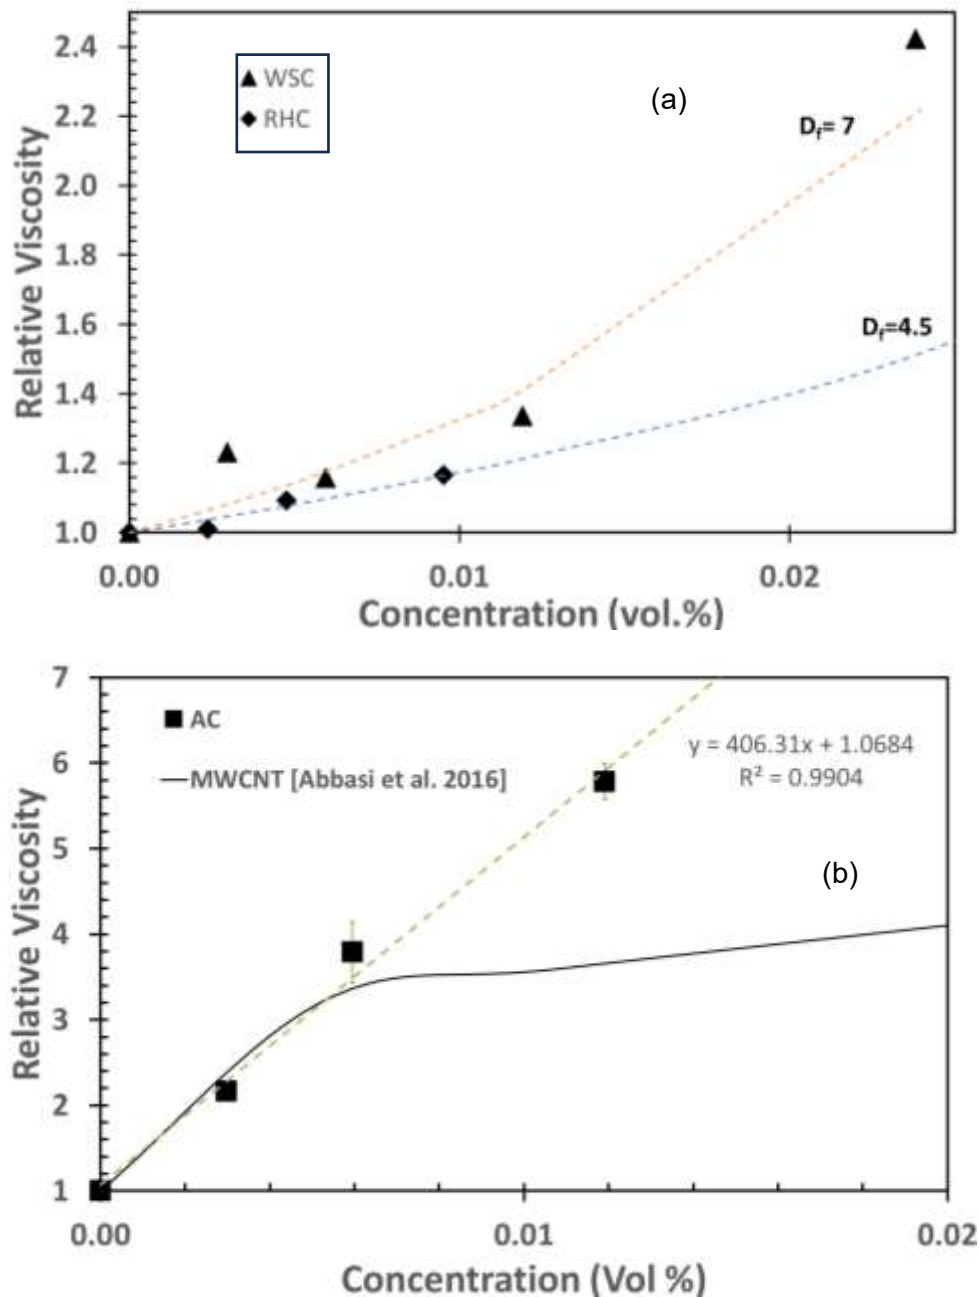 2.4
2.2
2.0
1.8
1.6
1.4
1.2
1.0
Relative Viscosity
WSC
RHC
(a)
D_f= 7
D_f=4.5
0.00 0.01 0.02
Concentration (vol.%)
7
6
5
4
3
2
1
Relative Viscosity
AC
MWCNT [Abbasi et al. 2016]
y = 406.31x + 1.0684
R² = 0.9904
(b)
0.00 0.01 0.02
Concentration (Vol %)